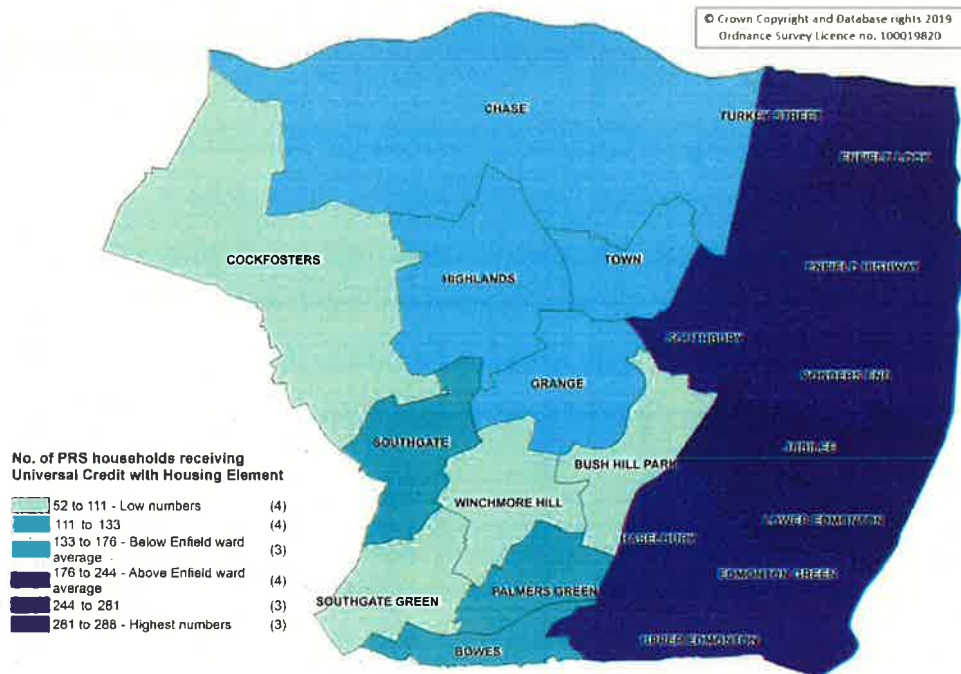 © Crown Copyright and Database rights 2019
Ordnance Survey Licence no. 100019820
CHASE
TURKEY STREET
ENFIELD LOCK
COCKFOSTERS
HIGHLANDS
TOWN
ENFIELD HIGHWAY
SOUTHBURY
GRANGE
PONDERS END
SOUTHGATE
JUBILEE
BUSH HILL PARK
WINCHMORE HILL
LOWER EDMONTON
HASELBURY
EDMONTON GREEN
PALMERS GREEN
SOUTHGATE GREEN
UPPER EDMONTON
BOWES
No. of PRS households receiving
Universal Credit with Housing Element
52 to 111 - Low numbers (4)
111 to 133 (4)
133 to 176 - Below Enfield ward
average (3)
176 to 244 - Above Enfield ward
average (4)
244 to 281 (3)
281 to 288 - Highest numbers (3)